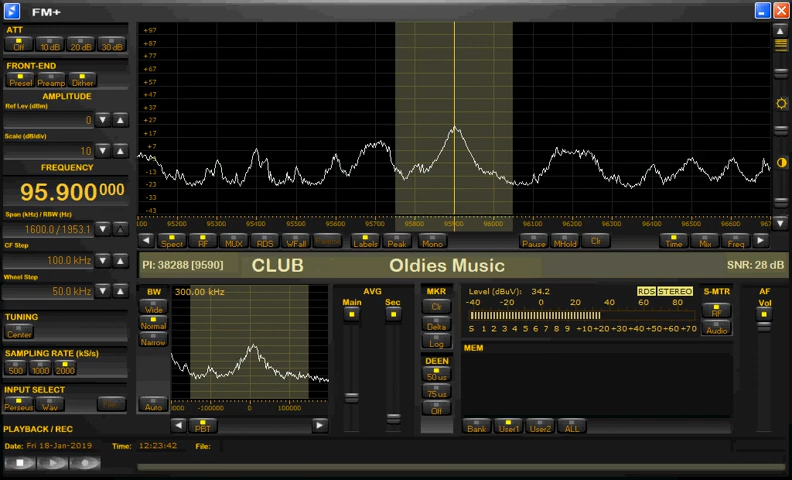 FM+
ATT
Off 10 dB 20 dB 30 dB
FRONT-END
Presel Preamp Dither
AMPLITUDE
Ref Lev (dBm)
0
Scale (dB/div)
10
FREQUENCY
95.900 000
Span (kHz) / RBW (Hz)
1600.0 / 1953.1
CF Step
100.0 kHz
Wheel Step
50.0 kHz
TUNING
Center
SAMPLING RATE (kS/s)
500 1000 2000
INPUT SELECT
Perseus Wav
PLAYBACK / REC
Date: Fri 18-Jan-2019 Time: 12:23:42 File:
+97
+87
+77
+67
+57
+47
+37
+27
+17
+7
-3
-13
-23
-33
-43
100 95200 95300 95400 95500 95600 95700 95800 95900 96000 96100 96200 96300 96400 96500 96600 967
Spect RF MUX RDS WFall Labels Peak Mono Pause MHold Clr Time Mix Freq
PI: 38288 [9590] CLUB Oldies Music SNR: 28 dB
BW
Wide
Normal
Narrow
Auto
300.00 kHz
-100000 0 100000
PBT
AVG
Main Sec
MKR
Clr
Delta
Log
DEEN
50 us
75 us
Off
Level (dBuV): 34.2 RDS STEREO
-40 -20 0 20 40 60 80
S 1 2 3 4 5 6 7 8 9 +10 +20 +30 +40 +50 +60 +70
S-MTR
RF
Audio
MEM
Bank User1 User2 ALL
AF
Vol